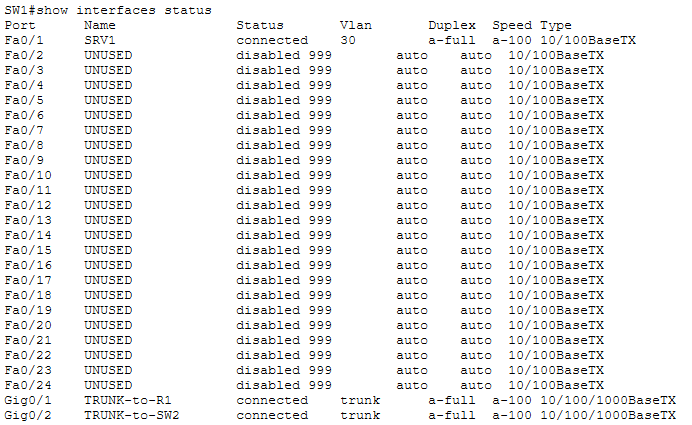 SW1#show interfaces status
Port      Name               Status       Vlan         Duplex  Speed Type
Fa0/1     SRV1               connected    30         a-full  a-100 10/100BaseTX
Fa0/2     UNUSED             disabled 999        auto    auto  10/100BaseTX
Fa0/3     UNUSED             disabled 999        auto    auto  10/100BaseTX
Fa0/4     UNUSED             disabled 999        auto    auto  10/100BaseTX
Fa0/5     UNUSED             disabled 999        auto    auto  10/100BaseTX
Fa0/6     UNUSED             disabled 999        auto    auto  10/100BaseTX
Fa0/7     UNUSED             disabled 999        auto    auto  10/100BaseTX
Fa0/8     UNUSED             disabled 999        auto    auto  10/100BaseTX
Fa0/9     UNUSED             disabled 999        auto    auto  10/100BaseTX
Fa0/10    UNUSED             disabled 999        auto    auto  10/100BaseTX
Fa0/11    UNUSED             disabled 999        auto    auto  10/100BaseTX
Fa0/12    UNUSED             disabled 999        auto    auto  10/100BaseTX
Fa0/13    UNUSED             disabled 999        auto    auto  10/100BaseTX
Fa0/14    UNUSED             disabled 999        auto    auto  10/100BaseTX
Fa0/15    UNUSED             disabled 999        auto    auto  10/100BaseTX
Fa0/16    UNUSED             disabled 999        auto    auto  10/100BaseTX
Fa0/17    UNUSED             disabled 999        auto    auto  10/100BaseTX
Fa0/18    UNUSED             disabled 999        auto    auto  10/100BaseTX
Fa0/19    UNUSED             disabled 999        auto    auto  10/100BaseTX
Fa0/20    UNUSED             disabled 999        auto    auto  10/100BaseTX
Fa0/21    UNUSED             disabled 999        auto    auto  10/100BaseTX
Fa0/22    UNUSED             disabled 999        auto    auto  10/100BaseTX
Fa0/23    UNUSED             disabled 999        auto    auto  10/100BaseTX
Fa0/24    UNUSED             disabled 999        auto    auto  10/100BaseTX
Gig0/1    TRUNK-to-R1        connected    trunk      a-full  a-100 10/100/1000BaseTX
Gig0/2    TRUNK-to-SW2       connected    trunk      a-full  a-100 10/100/1000BaseTX